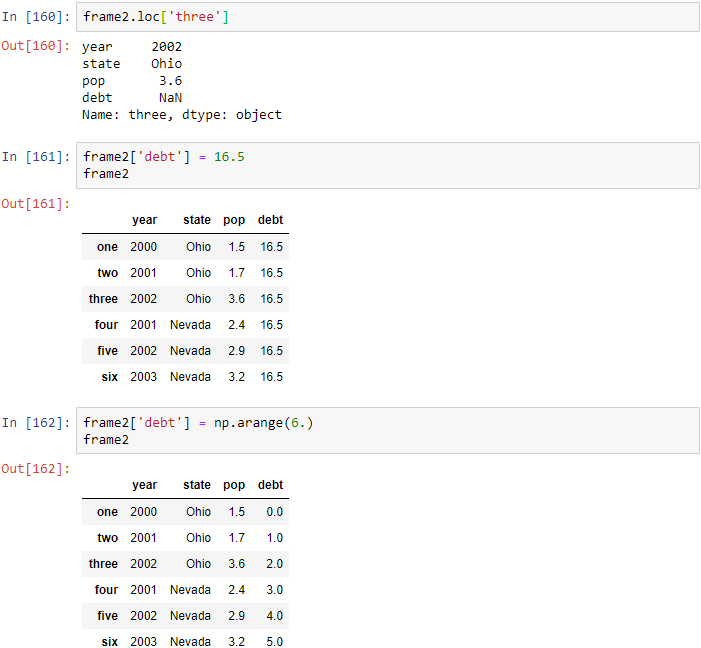 In [160]: frame2.loc['three']
Out[160]: year     2002
state    Ohio
pop       3.6
debt      NaN
Name: three, dtype: object
In [161]: frame2['debt'] = 16.5
frame2
Out[161]:
year state pop debt
one 2000 Ohio 1.5 16.5
two 2001 Ohio 1.7 16.5
three 2002 Ohio 3.6 16.5
four 2001 Nevada 2.4 16.5
five 2002 Nevada 2.9 16.5
six 2003 Nevada 3.2 16.5
In [162]: frame2['debt'] = np.arange(6.)
frame2
Out[162]:
year state pop debt
one 2000 Ohio 1.5 0.0
two 2001 Ohio 1.7 1.0
three 2002 Ohio 3.6 2.0
four 2001 Nevada 2.4 3.0
five 2002 Nevada 2.9 4.0
six 2003 Nevada 3.2 5.0